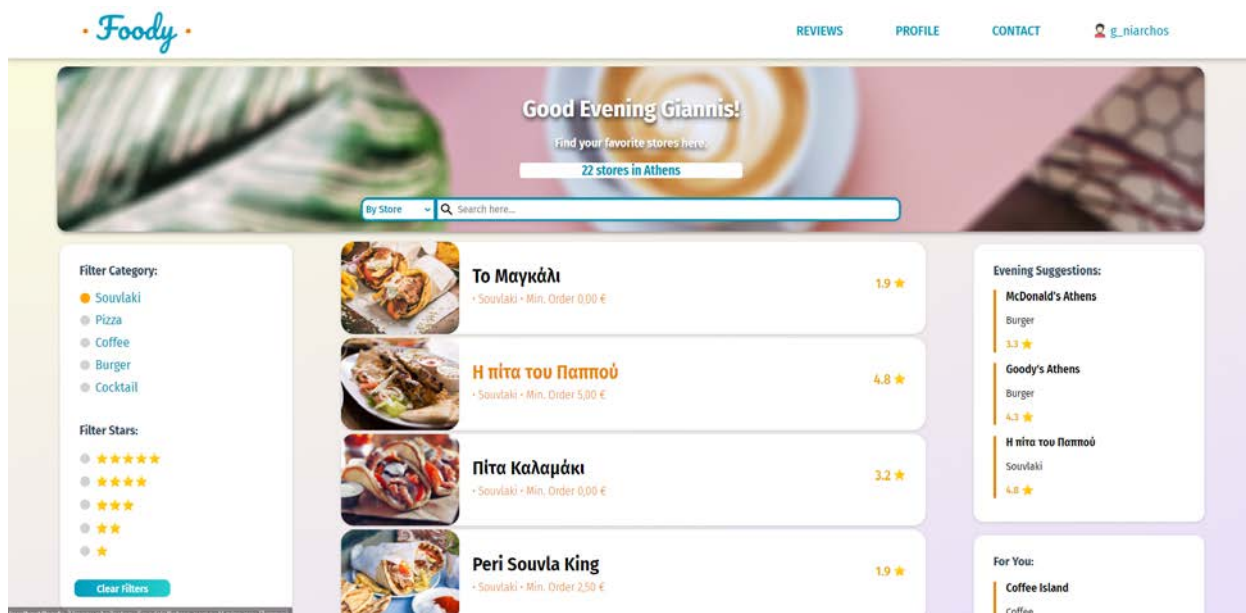 · Foody ·
REVIEWS PROFILE CONTACT g_niarchos
Good Evening Giannis!
Find your favorite stores here.
22 stores in Athens
By Store Search here...
Filter Category:
Souvlaki
Pizza
Coffee
Burger
Cocktail
Filter Stars:
Clear Filters
Το Μαγκάλι
• Souvlaki • Min. Order 0,00 €
1.9
Η πίτα του Παππού
• Souvlaki • Min. Order 5,00 €
4.8
Πίτα Καλαμάκι
• Souvlaki • Min. Order 0,00 €
3.2
Peri Souvla King
• Souvlaki • Min. Order 2,50 €
1.9
Evening Suggestions:
McDonald's Athens
Burger
3.3
Goody's Athens
Burger
4.3
Η πίτα του Παππού
Souvlaki
4.8
For You:
Coffee Island
Coffee